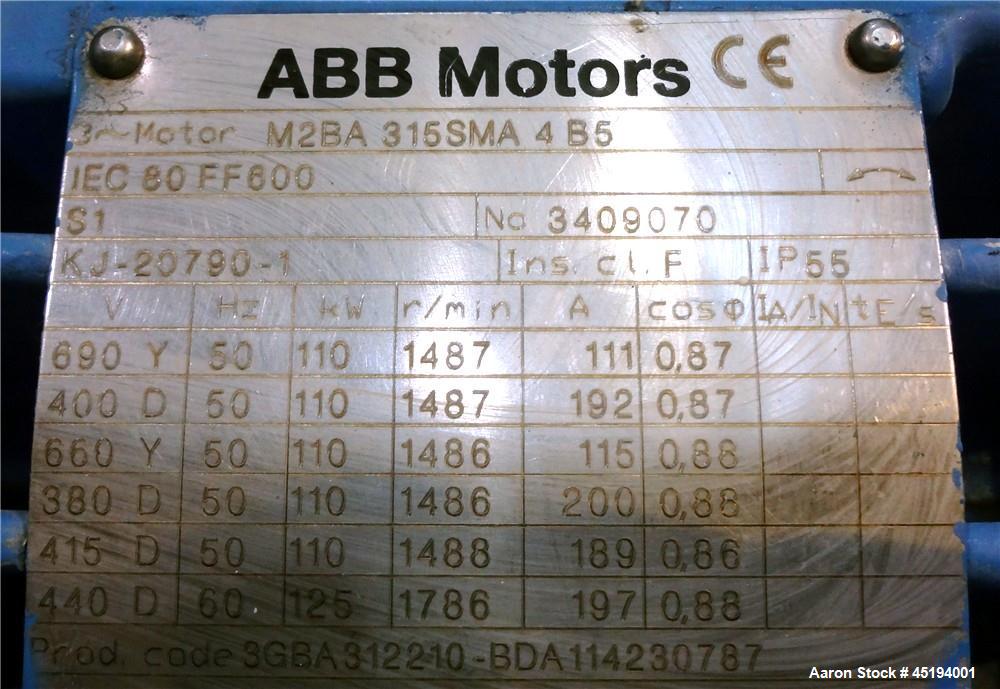 ABB Motors CE
3~Motor M2BA 315SMA 4 B5
IEC 80 FF600
S1 No 3409070
KJ-20790-1 Ins. cl. F IP55
V Hz kW r/min A cosΦ IA/IN tE/s
690 Y 50 110 1487 111 0,87
400 D 50 110 1487 192 0,87
660 Y 50 110 1486 115 0,88
380 D 50 110 1486 200 0,88
415 D 50 110 1488 189 0,86
440 D 60 125 1786 197 0,88
Prod. code 3GBA312210-BDA114230787
Aaron Stock # 45194001